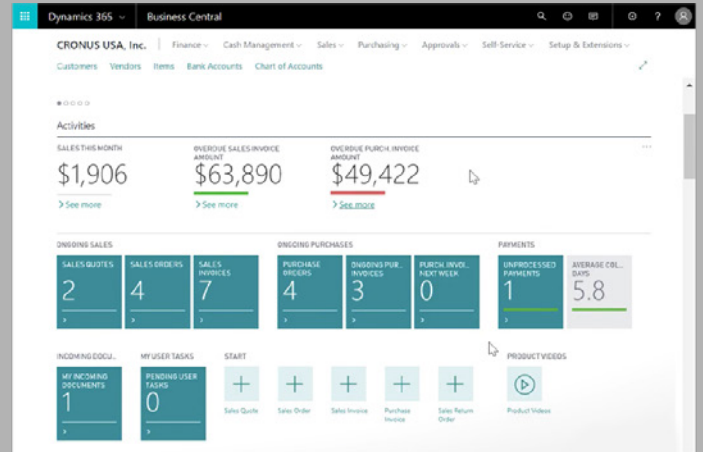 Dynamics 365 Business Central ?
CRONUS USA, Inc. Finance Cash Management Sales Purchasing Approvals Self-Service Setup & Extensions
Customers Vendors Items Bank Accounts Chart of Accounts
Activities
SALES THIS MONTH
$1,906
> See more
OVERDUE SALES INVOICE
AMOUNT
$63,890
> See more
OVERDUE PURCH. INVOICE
AMOUNT
$49,422
> See more
ONGOING SALES
SALES QUOTES
2
SALES ORDERS
4
SALES
INVOICES
7
ONGOING PURCHASES
PURCHASE
ORDERS
4
ONGOING PUR...
INVOICES
3
PURCH. INVOI...
NEXT WEEK
0
PAYMENTS
UNPROCESSED
PAYMENTS
1
AVERAGE COL...
DAYS
5.8
INCOMING DOCU...
MY INCOMING
DOCUMENTS
1
MY USER TASKS
PENDING USER
TASKS
0
START
Sales Quote
Sales Order
Sales Invoice
Purchase
Invoice
Sales Return
Order
PRODUCT VIDEOS
Product Videos